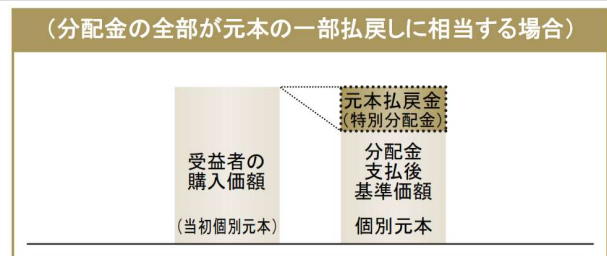 （分配金の全部が元本の一部払戻しに相当する場合）
受益者の
購入価額
（当初個別元本）
元本払戻金
（特別分配金）
分配金
支払後
基準価額
個別元本